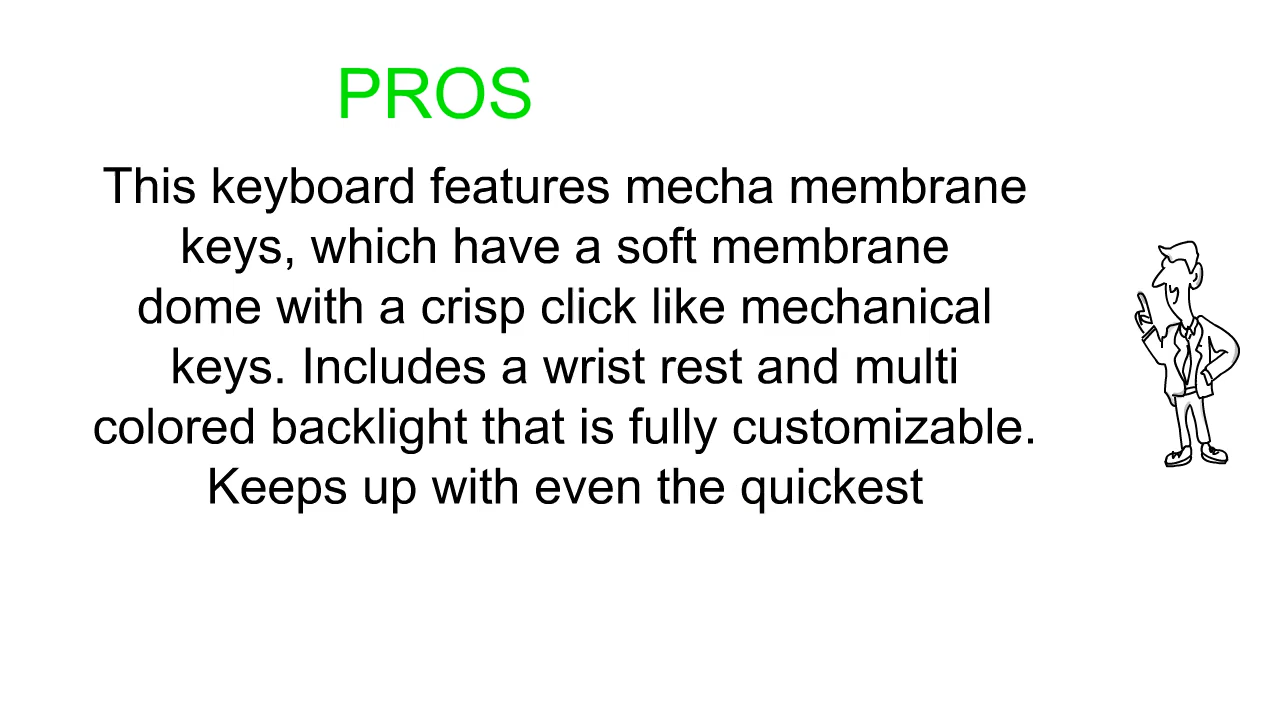 PROS
This keyboard features mecha membrane
keys, which have a soft membrane
dome with a crisp click like mechanical
keys. Includes a wrist rest and multi
colored backlight that is fully customizable.
Keeps up with even the quickest